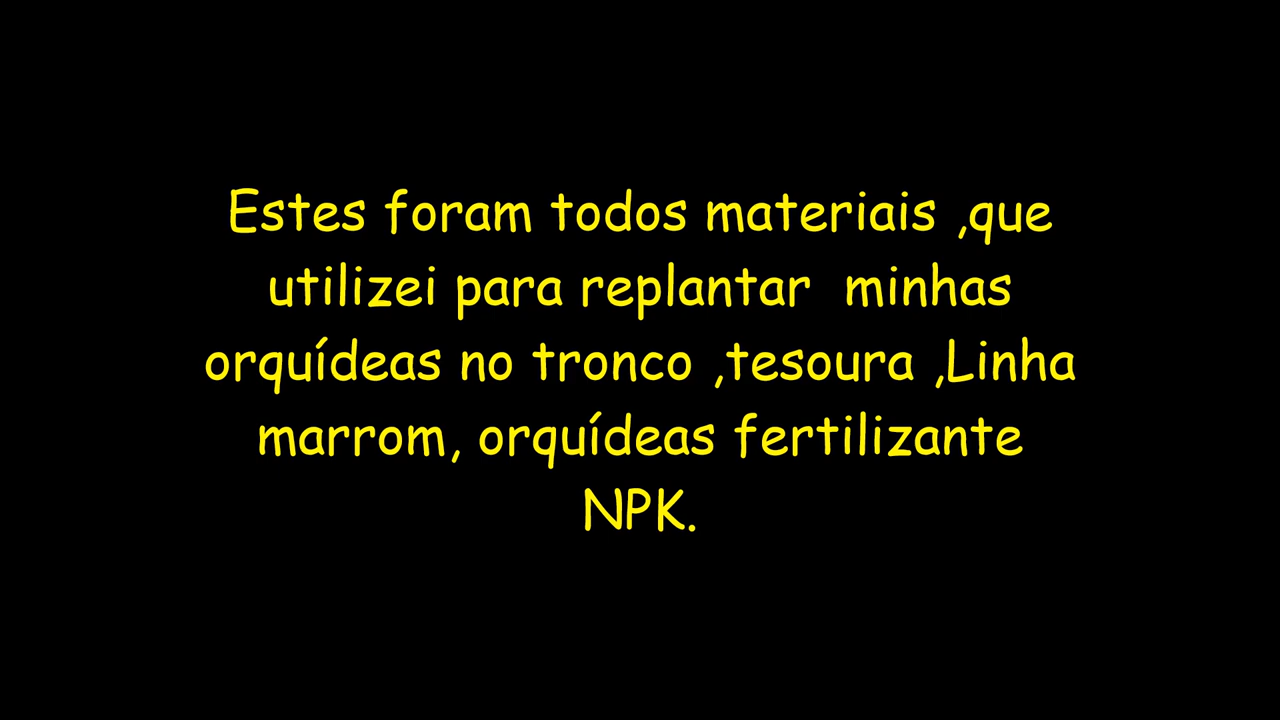 Estes foram todos materiais ,que
utilizei para replantar  minhas
orquídeas no tronco ,tesoura ,Linha
marrom, orquídeas fertilizante
NPK.